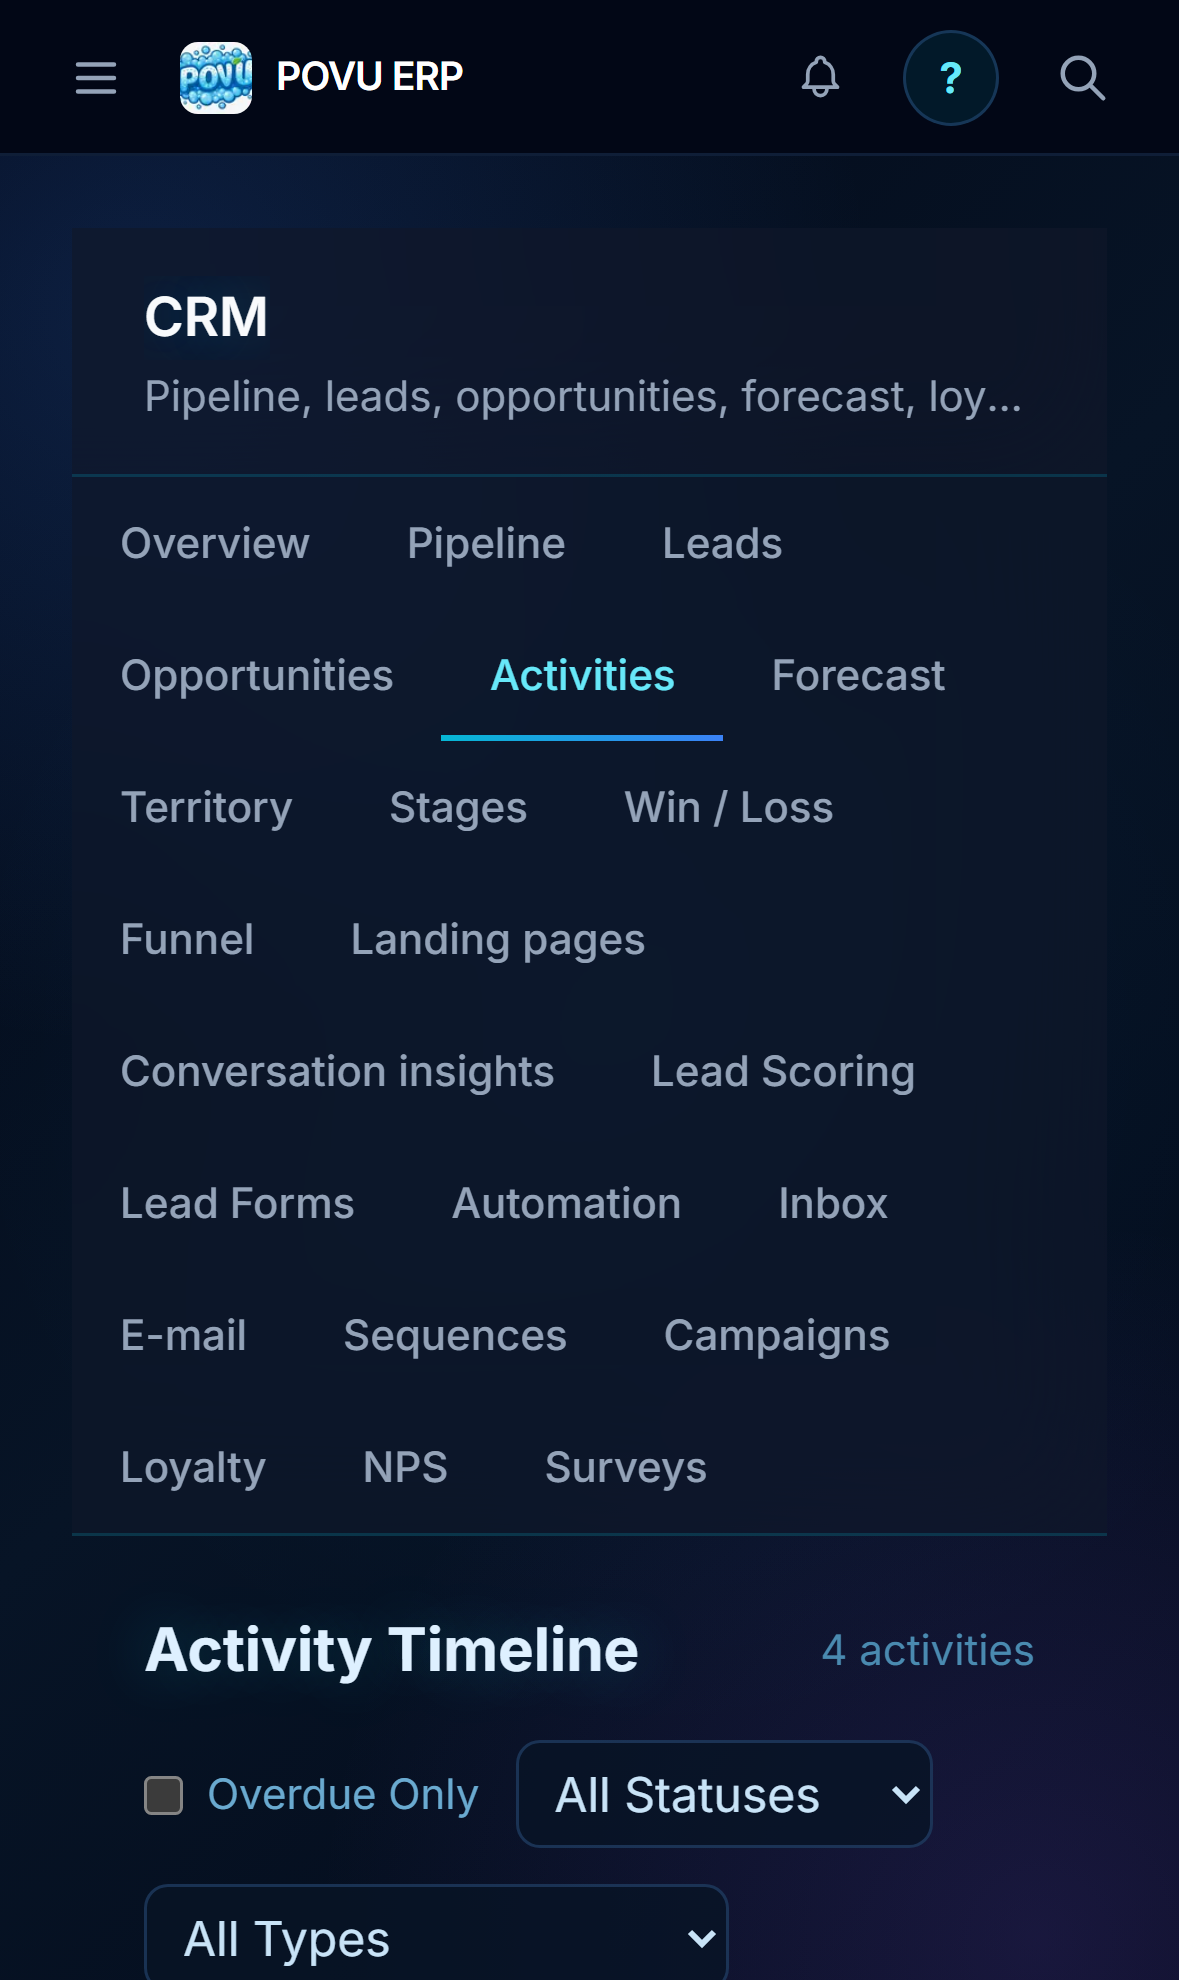 POVU POVU ERP ?
CRM
Pipeline, leads, opportunities, forecast, loy...
Overview Pipeline Leads
Opportunities Activities Forecast
Territory Stages Win / Loss
Funnel Landing pages
Conversation insights Lead Scoring
Lead Forms Automation Inbox
E-mail Sequences Campaigns
Loyalty NPS Surveys
Activity Timeline 4 activities
Overdue Only All Statuses
All Types